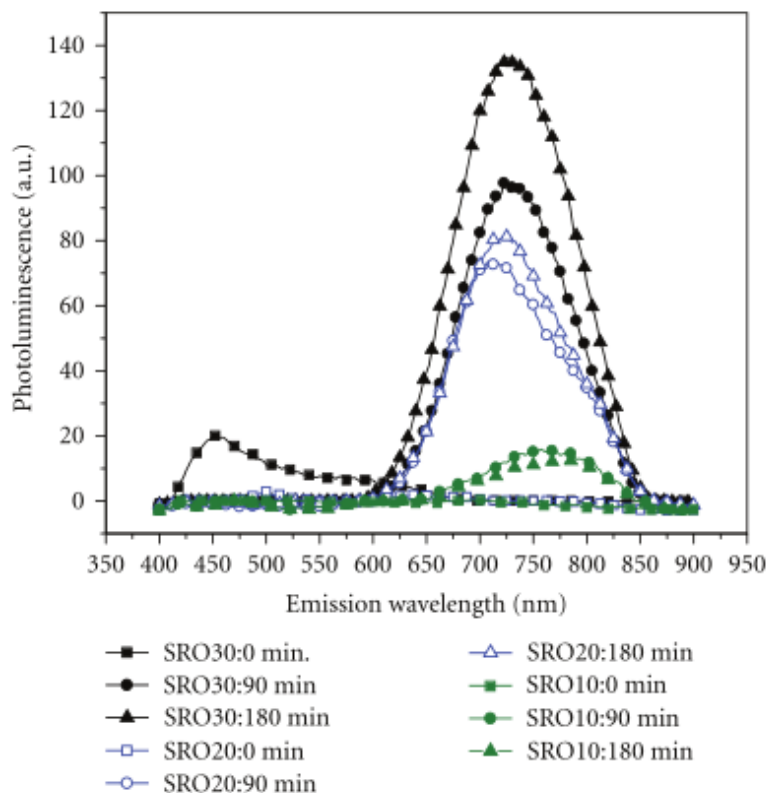 140
120
100
80
60
40
20
0
Photoluminescence (a.u.)
350 400 450 500 550 600 650 700 750 800 850 900 950
Emission wavelength (nm)
SRO30:0 min.
SRO30:90 min
SRO30:180 min
SRO20:0 min
SRO20:90 min
SRO20:180 min
SRO10:0 min
SRO10:90 min
SRO10:180 min